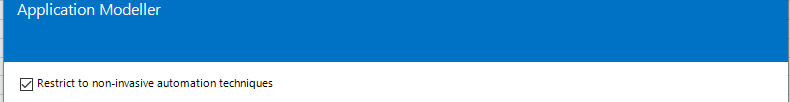 Application Modeller
Restrict to non-invasive automation techniques